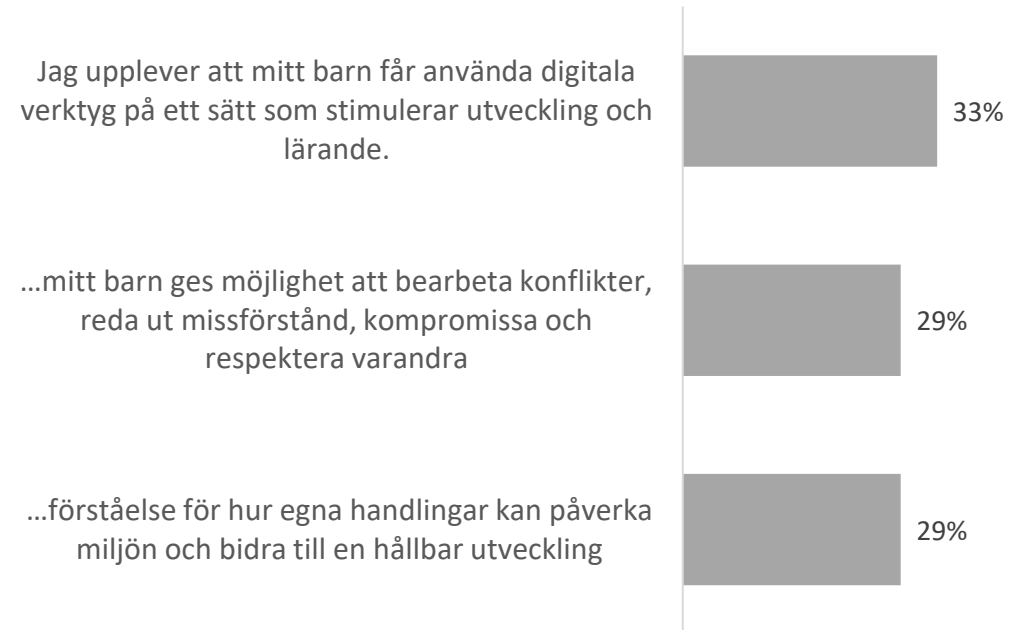 Jag upplever att mitt barn får använda digitala
verktyg på ett sätt som stimulerar utveckling och
lärande.
33%
…mitt barn ges möjlighet att bearbeta konflikter,
reda ut missförstånd, kompromissa och
respektera varandra
29%
…förståelse för hur egna handlingar kan påverka
miljön och bidra till en hållbar utveckling
29%